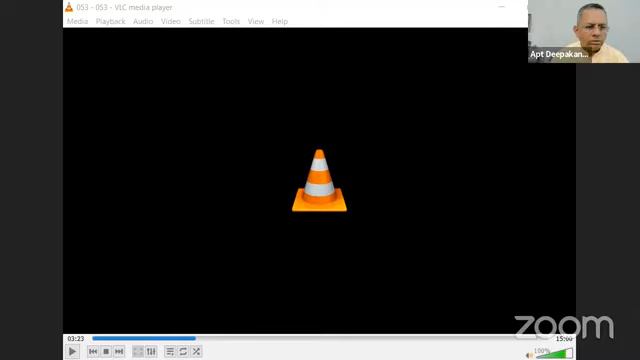 053 - 053 - VLC media player
Media Playback Audio Video Subtitle Tools View Help
Apt Deepakan...
03:23
15:00
100%
zoom